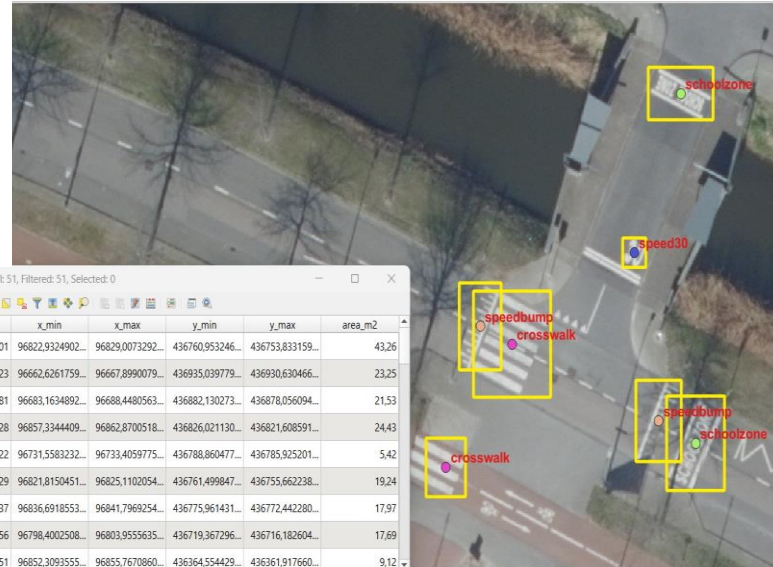 schoolzone
speed30
speedbump
crosswalk
speedbump
schoolzone
crosswalk
l: 51, Filtered: 51, Selected: 0
x_min x_max y_min y_max area_m2
01 96822,9324902... 96829,0073292... 436760,953246... 436753,833159... 43,26
23 96662,6261759... 96667,8990079... 436935,039779... 436930,630466... 23,25
81 96683,1634892... 96688,4480563... 436882,130273... 436878,056094... 21,53
28 96857,3344409... 96862,8700518... 436826,021130... 436821,608591... 24,43
22 96731,5583232... 96733,4059775... 436788,860477... 436785,925201... 5,42
29 96821,8150451... 96825,1102054... 436761,499847... 436755,662238... 19,24
37 96836,6918553... 96841,7969254... 436775,961431... 436772,442280... 17,97
56 96798,4002508... 96803,9555635... 436719,367296... 436716,182604... 17,69
51 96852,3093555... 96855,7670860... 436364,554429... 436361,917660... 9,12